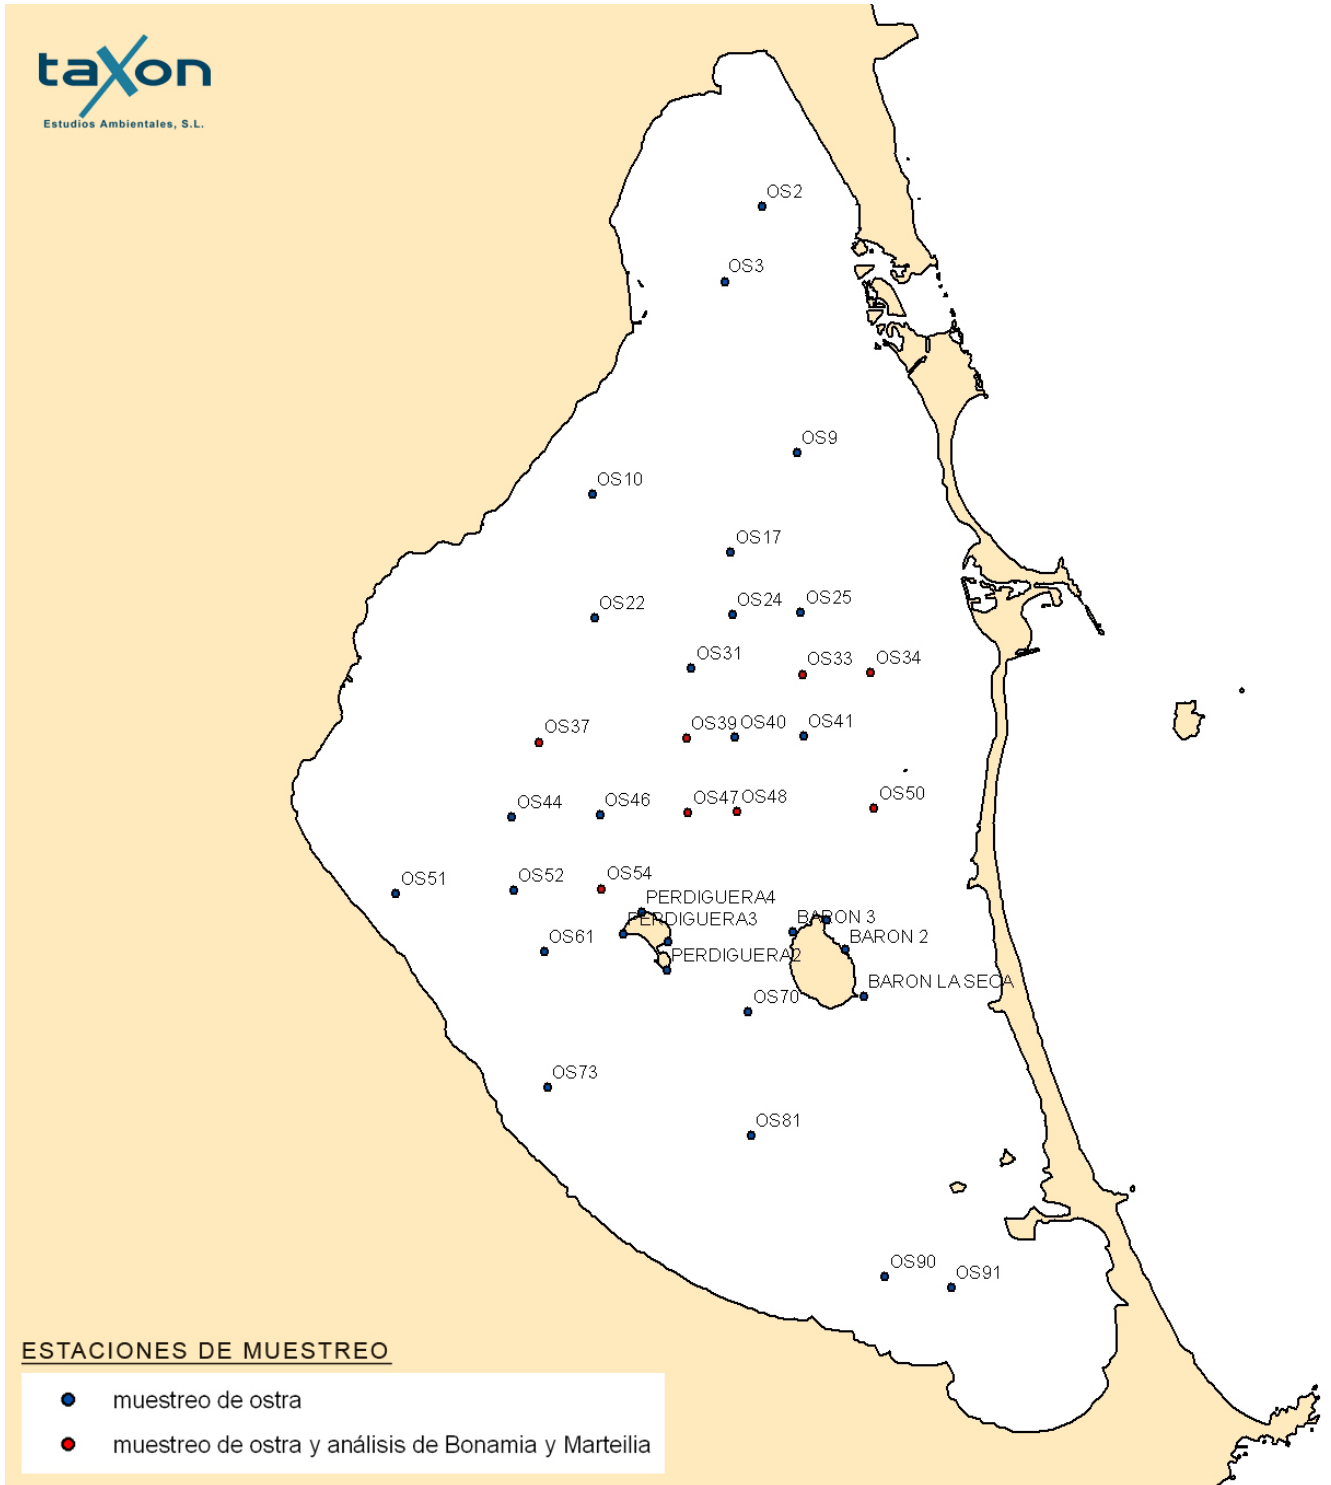 taxon
Estudios Ambientales, S.L.
OS2
OS3
OS9
OS10
OS17
OS22
OS24
OS25
OS31
OS33
OS34
OS37
OS39
OS40
OS41
OS44
OS46
OS47
OS48
OS50
OS51
OS52
OS54
PERDIGUERA4
PERDIGUERA3
BARON 3
OS61
BARON 2
PERDIGUERA2
BARON LA SECA
OS70
OS73
OS81
OS90
OS91
ESTACIONES DE MUESTREO
muestreo de ostra
muestreo de ostra y análisis de Bonamia y Marteilia